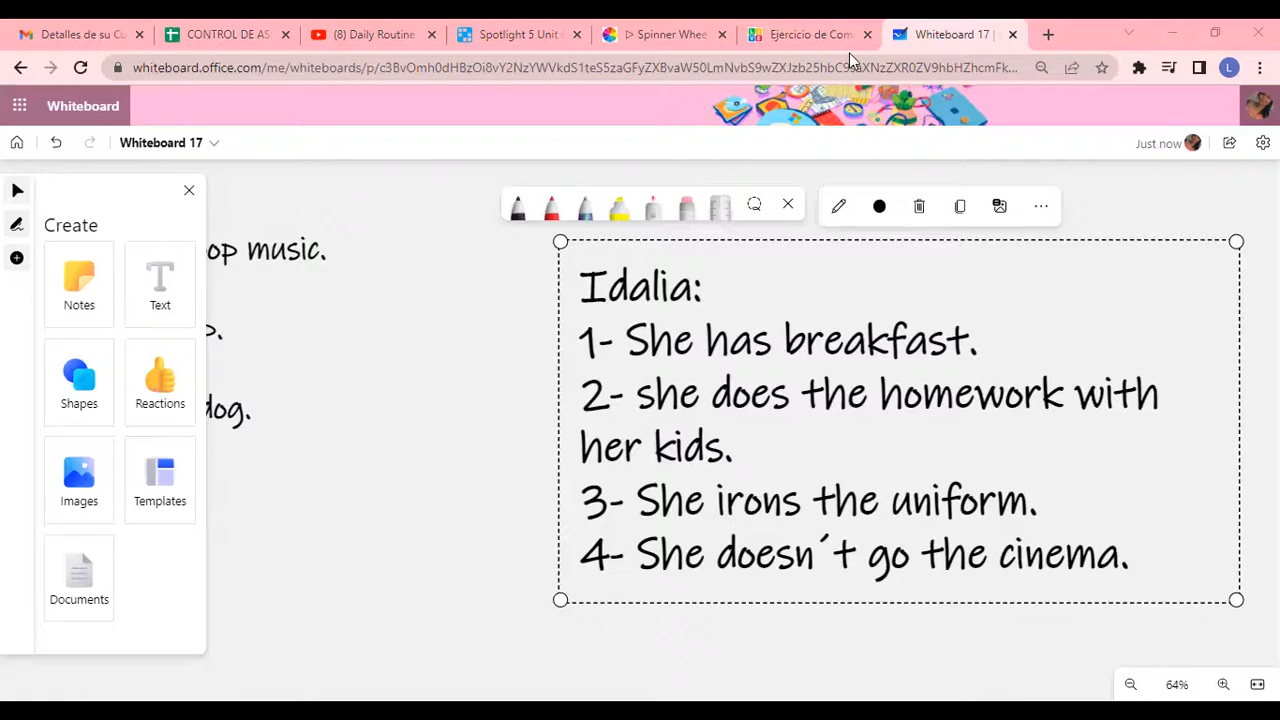 Detalles de su Cu
CONTROL DE AS
(8) Daily Routine
Spotlight 5 Unit
Spinner Whee
Ejercicio de Com
Whiteboard 17 |
Whiteboard
Whiteboard 17
Just now
Create
Notes
Text
Shapes
Reactions
Images
Templates
Documents
op music.
p.
dog.
Idalia:
1- She has breakfast.
2- she does the homework with
her kids.
3- She irons the uniform.
4- She doesn´t go the cinema.
64%